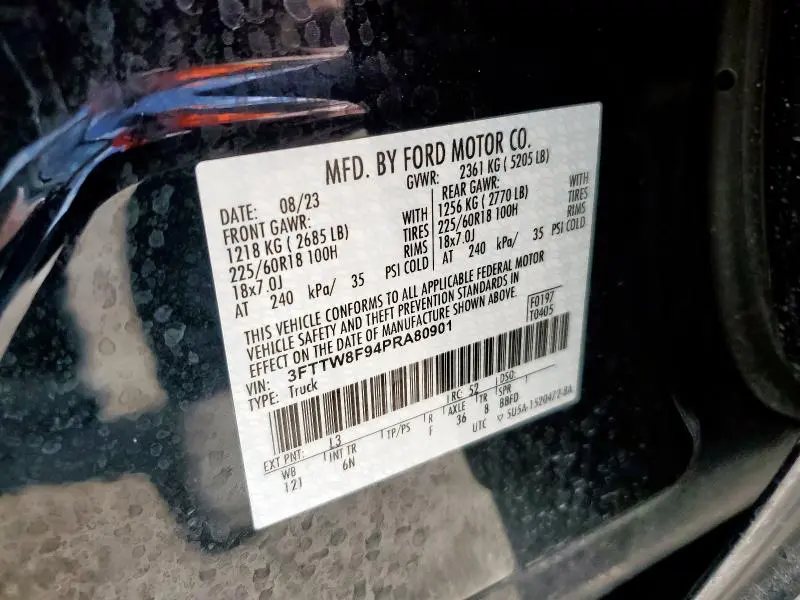 MFD. BY FORD MOTOR CO.
DATE: 08/23 GVWR: 2361 KG ( 5205 LB)
FRONT GAWR: REAR GAWR:
1218 KG ( 2685 LB) WITH 1256 KG ( 2770 LB) WITH
225/60R18 100H TIRES 225/60R18 100H TIRES
18x7.0J RIMS 18x7.0J RIMS
AT 240 kPa/ 35 PSI COLD AT 240 kPa/ 35 PSI COLD
THIS VEHICLE CONFORMS TO ALL APPLICABLE FEDERAL MOTOR
VEHICLE SAFETY AND THEFT PREVENTION STANDARDS IN
EFFECT ON THE DATE OF MANUFACTURE SHOWN ABOVE.
F0197
T0405
VIN: 3FTTW8F94PRA80901
TYPE: Truck
EXT PNT: L3 RC: 52 DSO:
WB INT TR TP/PS R AXLE TR SPR
121 6N F 36 8 BBFD
UTC 5U5A-1520472-BA